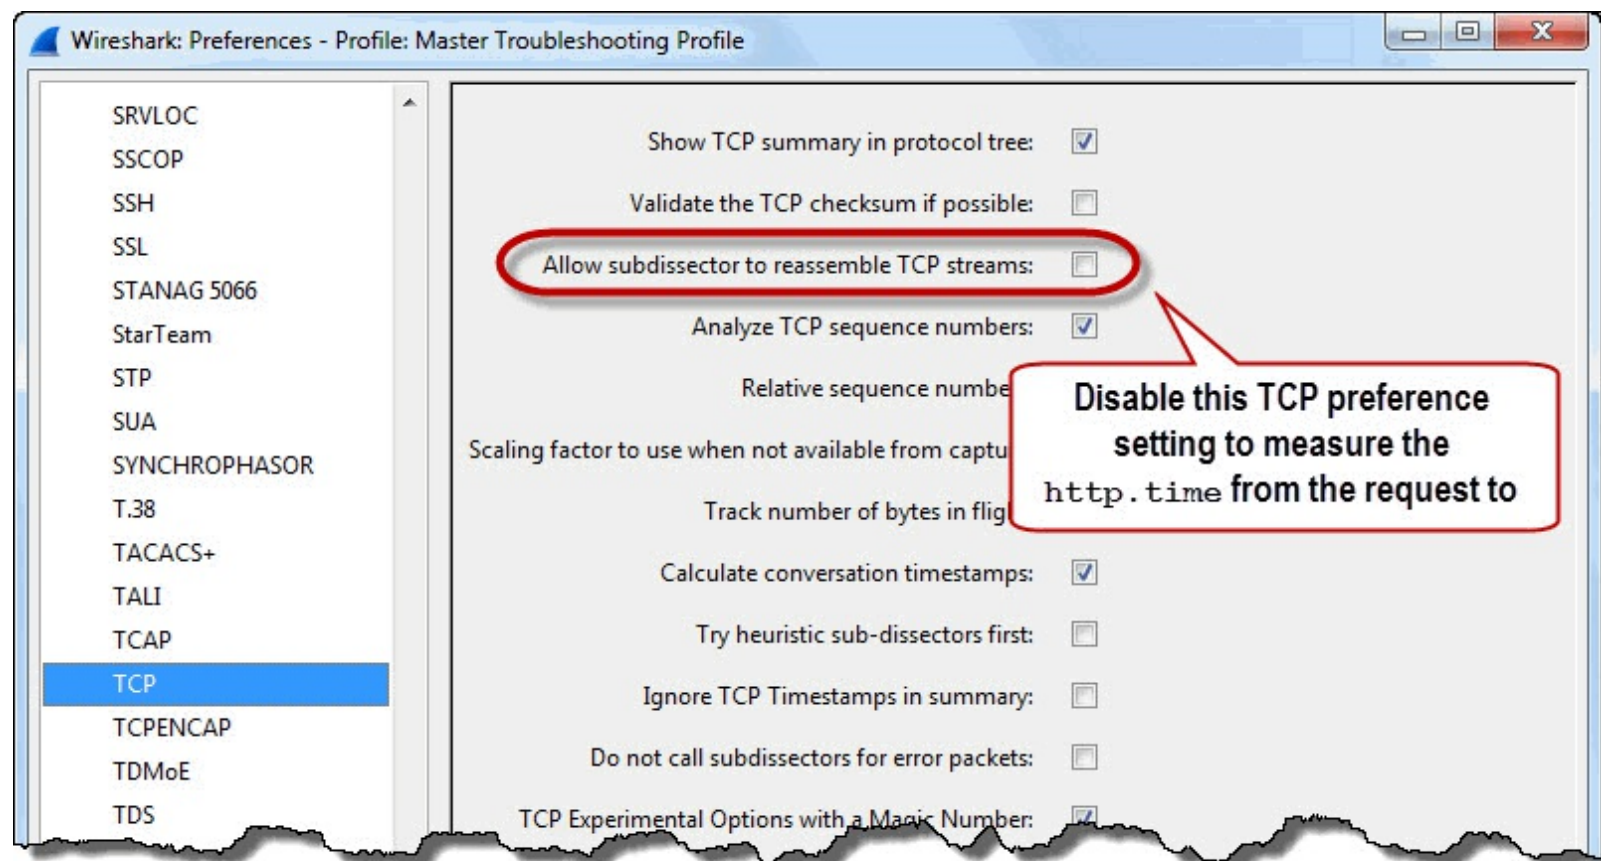 Wireshark: Preferences - Profile: Master Troubleshooting Profile
SRVLOC
SSCOP
SSH
SSL
STANAG 5066
StarTeam
STP
SUA
SYNCHROPHASOR
T.38
TACACS+
TALI
TCAP
TCP
TCPENCAP
TDMoE
TDS
Show TCP summary in protocol tree:
Validate the TCP checksum if possible:
Allow subdissector to reassemble TCP streams:
Analyze TCP sequence numbers:
Relative sequence numbe
Scaling factor to use when not available from captu
Track number of bytes in flig
Calculate conversation timestamps:
Try heuristic sub-dissectors first:
Ignore TCP Timestamps in summary:
Do not call subdissectors for error packets:
TCP Experimental Options with a Magic Number:
Disable this TCP preference
setting to measure the
http.time from the request to